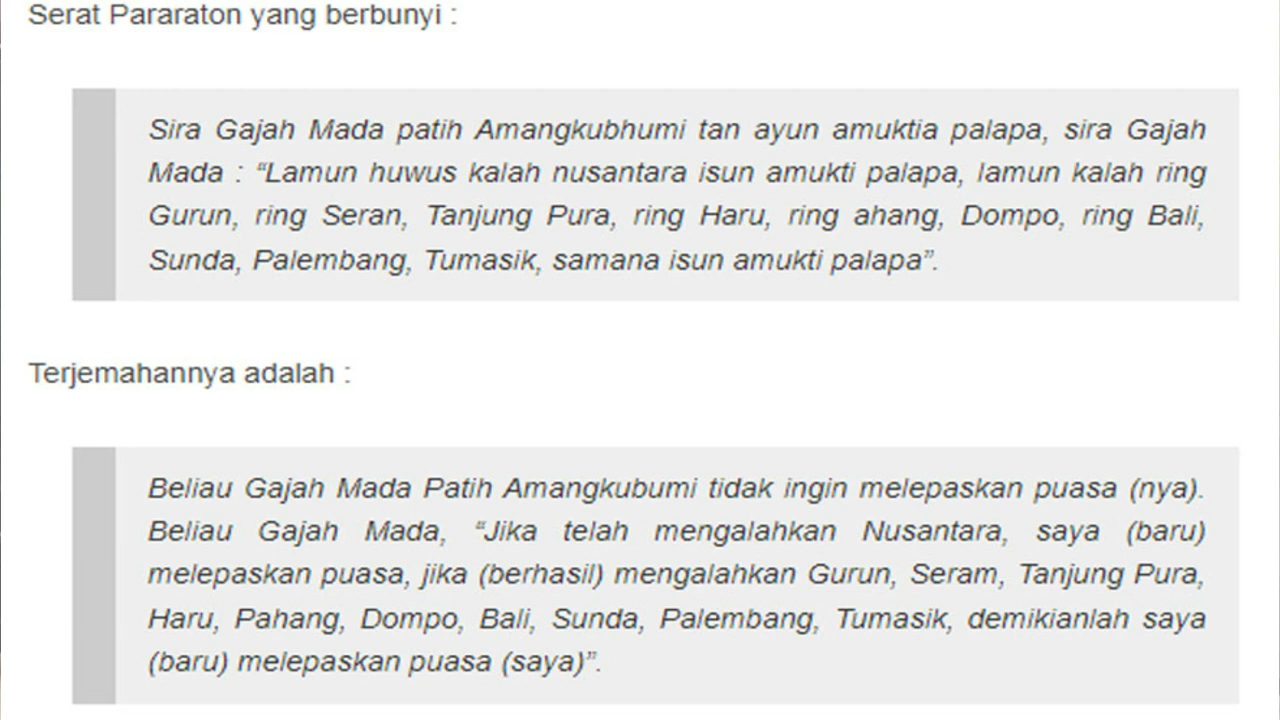 Serat Pararaton yang berbunyi :
Sira Gajah Mada patih Amangkubhumi tan ayun amuktia palapa, sira Gajah
Mada : “Lamun huwus kalah nusantara isun amukti palapa, lamun kalah ring
Gurun, ring Seran, Tanjung Pura, ring Haru, ring ahang, Dompo, ring Bali,
Sunda, Palembang, Tumasik, samana isun amukti palapa”.
Terjemahannya adalah :
Beliau Gajah Mada Patih Amangkubumi tidak ingin melepaskan puasa (nya).
Beliau Gajah Mada, “Jika telah mengalahkan Nusantara, saya (baru)
melepaskan puasa, jika (berhasil) mengalahkan Gurun, Seram, Tanjung Pura,
Haru, Pahang, Dompo, Bali, Sunda, Palembang, Tumasik, demikianlah saya
(baru) melepaskan puasa (saya)”.